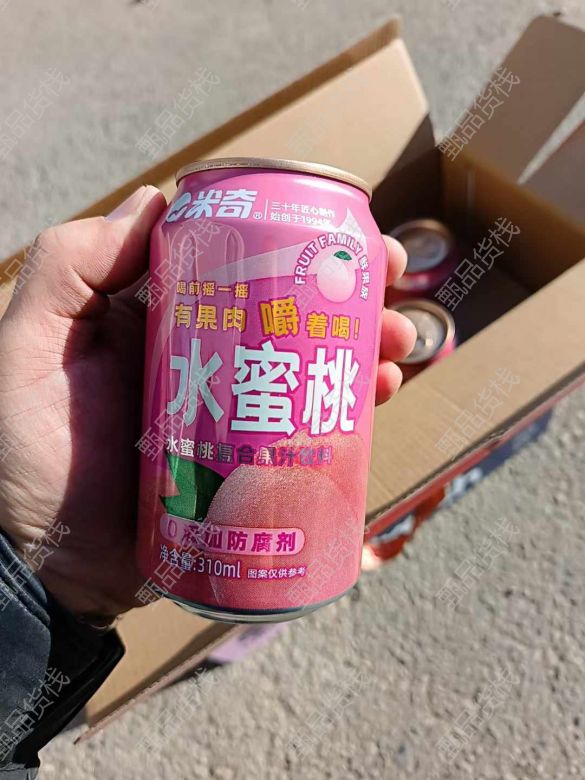 米奇®
三十年匠心制作
始创于1994年
FRUIT FAMILY 鲜果成
喝前摇一摇
有果肉 嚼着喝!
水蜜桃
水蜜桃复合果汁饮料
0添加防腐剂
净含量:310ml 图案仅供参考
甄品货栈